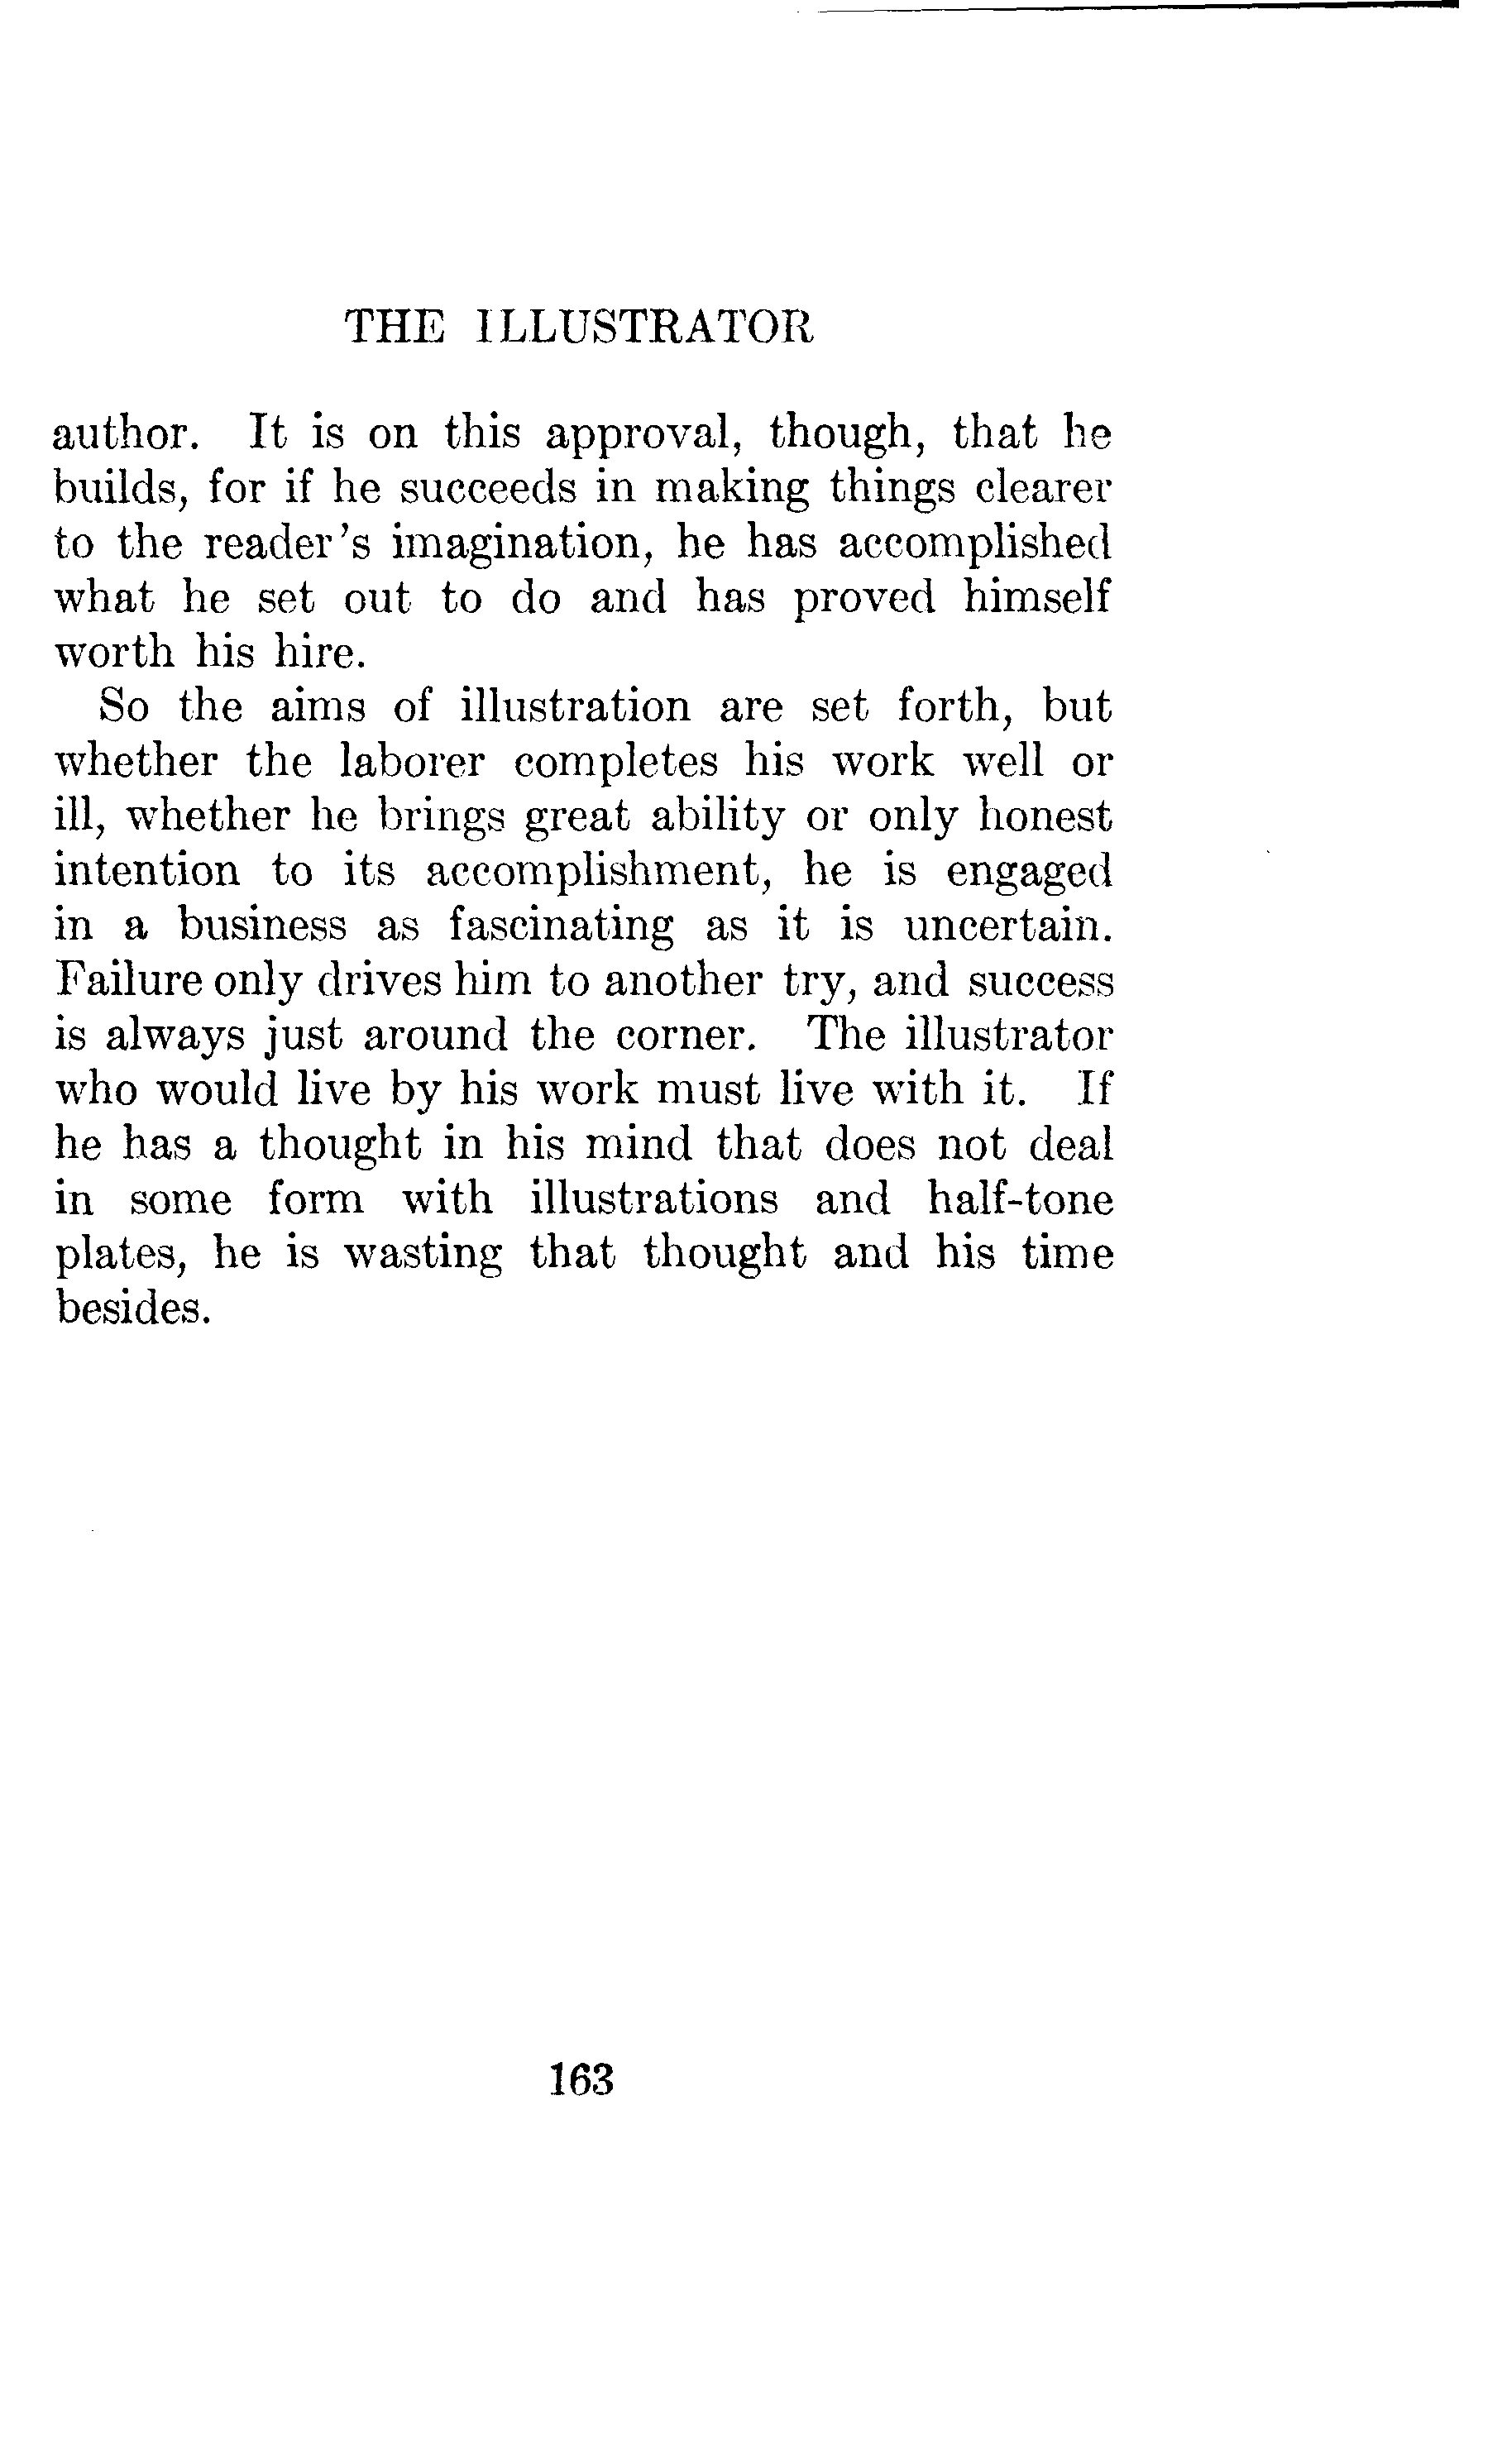 THE ILLUSTRATOR
author. It is on this approval, though, that he
builds, for if he succeeds in making things clearer
to the reader's imagination, he has accomplished
what he set out to do and has proved himself
worth his hire.
So the aims of illustration are set forth, but
whether the laborer completes his work well or
ill, whether he brings great ability or only honest
intention to its accomplishment, he is engaged
in a business as fascinating as it is uncertain.
Failure only drives him to another try, and success
is always just around the corner. The illustrator
who would live by his work must live with it. If
he has a thought in his mind that does not deal
in some form with illustrations and half-tone
plates, he is wasting that thought and his time
besides.
163